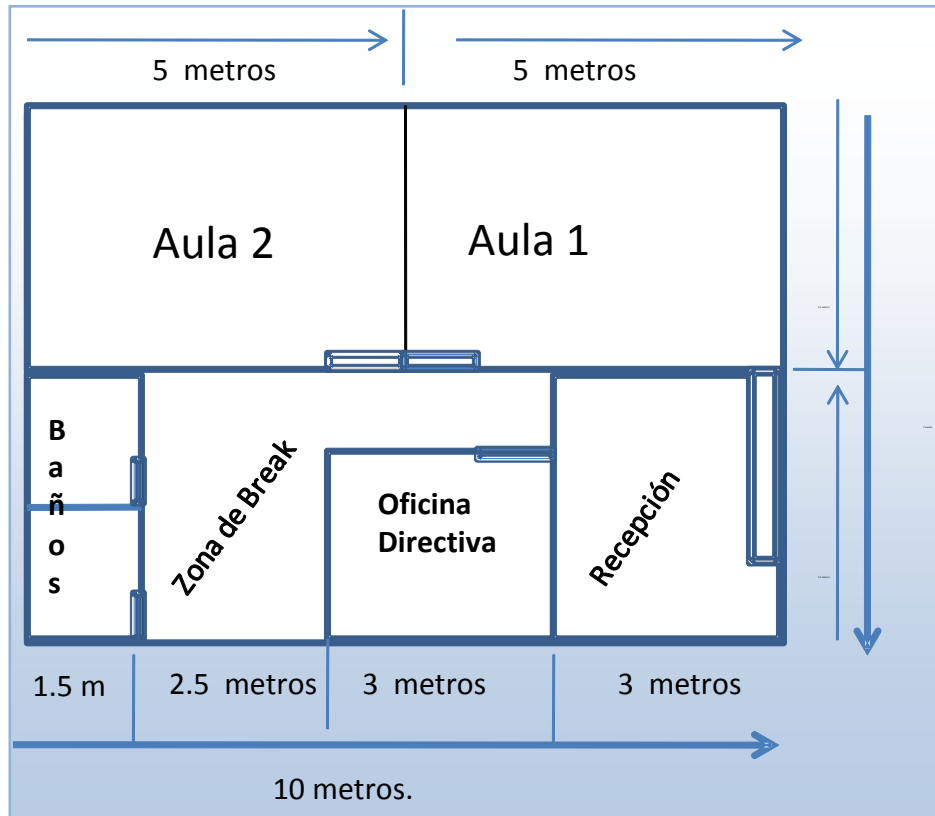 5 metros
5 metros
Aula 2
Aula 1
B
a
ñ
o
s
Zona de Break
Oficina
Directiva
Recepción
1.5 m
2.5 metros
3 metros
3 metros
10 metros.